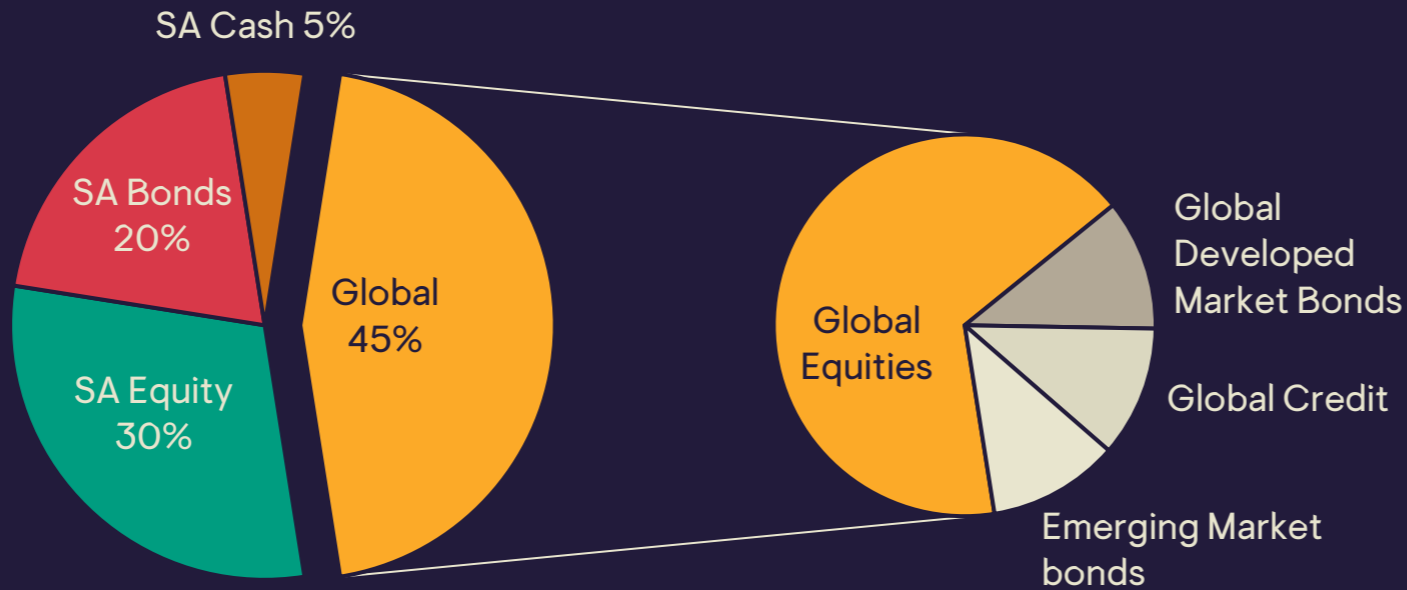 SA Cash 5%
SA Bonds
20%
SA Equity
30%
Global
45%
Global
Equities
Global
Developed
Market Bonds
Global Credit
Emerging Market
bonds